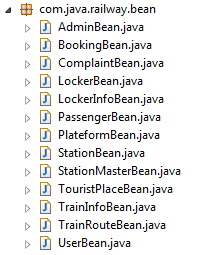 com.java.railway.bean
AdminBean.java
BookingBean.java
ComplaintBean.java
LockerBean.java
LockerInfoBean.java
PassengerBean.java
PlateformBean.java
StationBean.java
StationMasterBean.java
TouristPlaceBean.java
TrainInfoBean.java
TrainRouteBean.java
UserBean.java